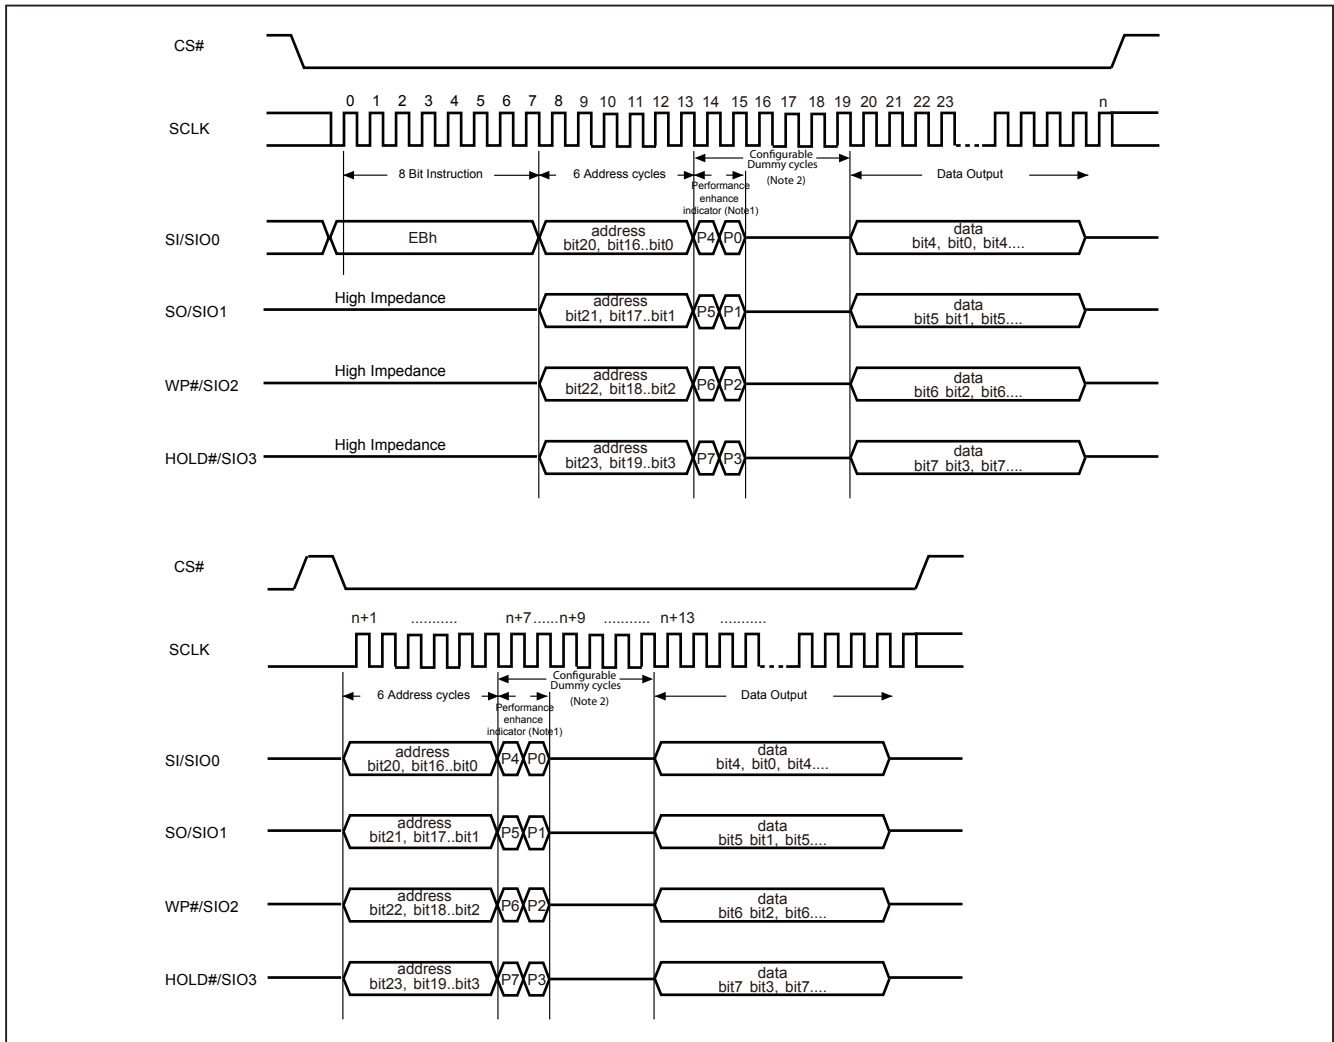 CS#
0 1 2 3 4 5 6 7 8 9 10 11 12 13 14 15 16 17 18 19 20 21 22 23 n
SCLK
Configurable
Dummy cycles
(Note 2)
8 Bit Instruction
6 Address cycles
Data Output
Performance
enhance
indicator (Note1)
SI/SIO0
EBh
address
bit20, bit16..bit0
P4 P0
data
bit4, bit0, bit4....
High Impedance
SO/SIO1
address
bit21, bit17..bit1
P5 P1
data
bit5 bit1, bit5....
High Impedance
WP#/SIO2
address
bit22, bit18..bit2
P6 P2
data
bit6 bit2, bit6....
High Impedance
HOLD#/SIO3
address
bit23, bit19..bit3
P7 P3
data
bit7 bit3, bit7....
CS#
n+1 ........... n+7......n+9 ........... n+13 ...........
SCLK
Configurable
Dummy cycles
(Note 2)
6 Address cycles
Data Output
Performance
enhance
indicator (Note1)
SI/SIO0
address
bit20, bit16..bit0
P4 P0
data
bit4, bit0, bit4....
SO/SIO1
address
bit21, bit17..bit1
P5 P1
data
bit5 bit1, bit5....
WP#/SIO2
address
bit22, bit18..bit2
P6 P2
data
bit6 bit2, bit6....
HOLD#/SIO3
address
bit23, bit19..bit3
P7 P3
data
bit7 bit3, bit7....